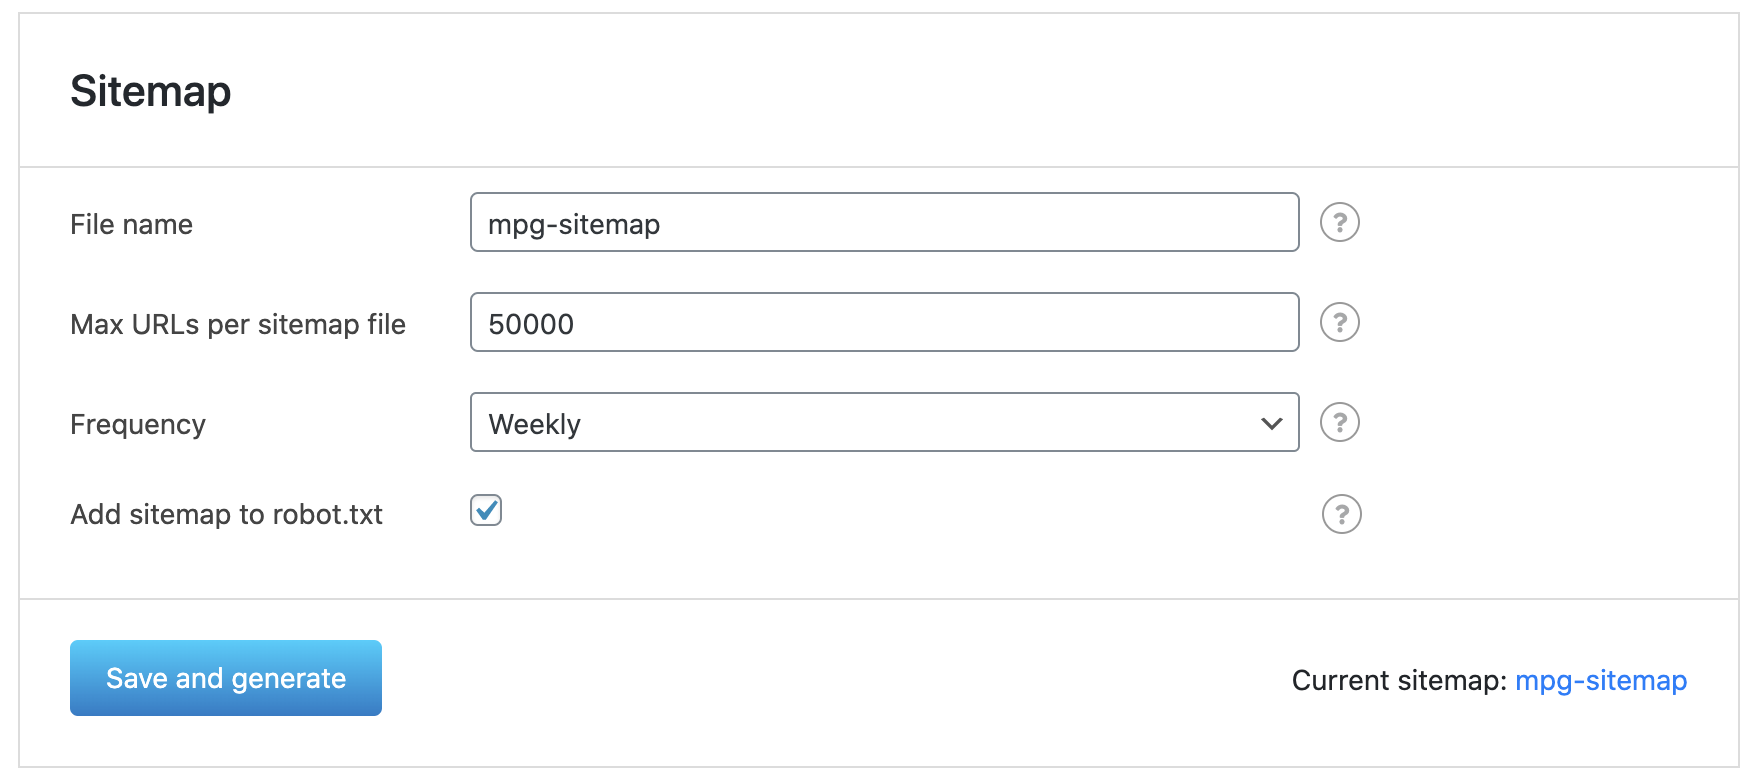 Sitemap
File name
mpg-sitemap
?
Max URLs per sitemap file
50000
?
Frequency
Weekly
?
Add sitemap to robot.txt
?
Save and generate
Current sitemap: mpg-sitemap